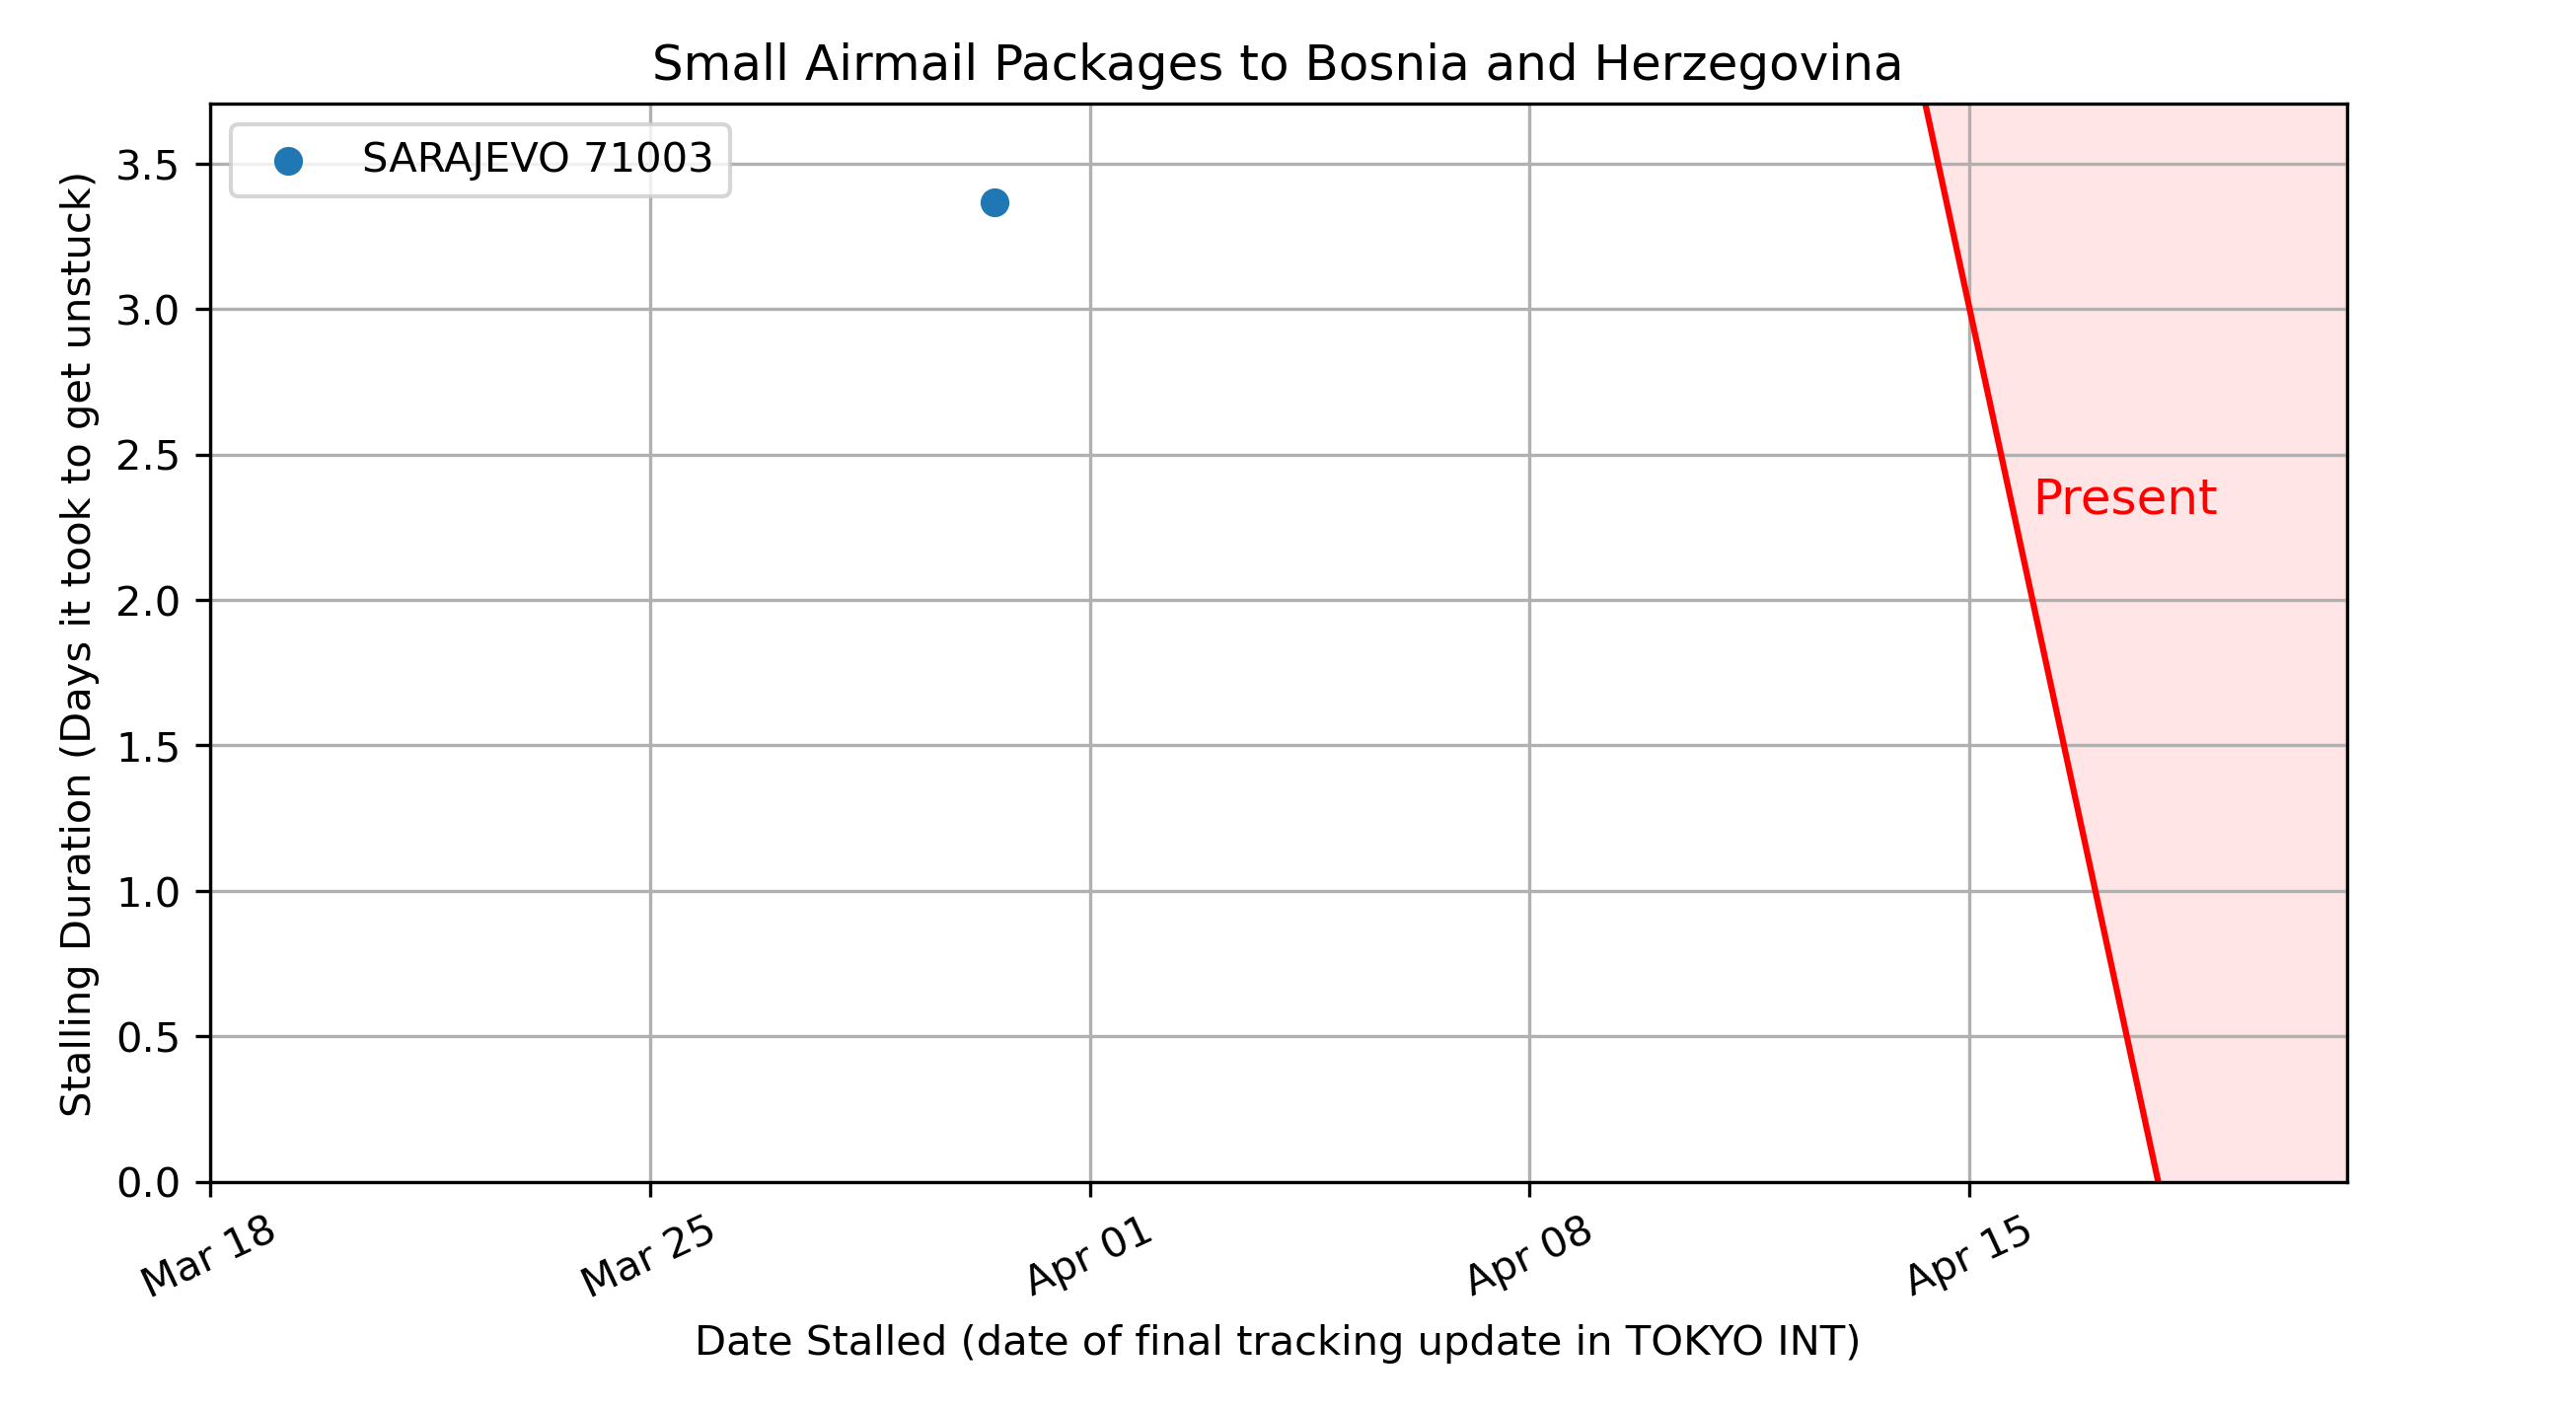 Small Airmail Packages to Bosnia and Herzegovina
SARAJEVO 71003
Stalling Duration (Days it took to get unstuck)
3.5
3.0
2.5
2.0
1.5
1.0
0.5
0.0
Present
Mar 18
Mar 25
Apr 01
Apr 08
Apr 15
Date Stalled (date of final tracking update in TOKYO INT)